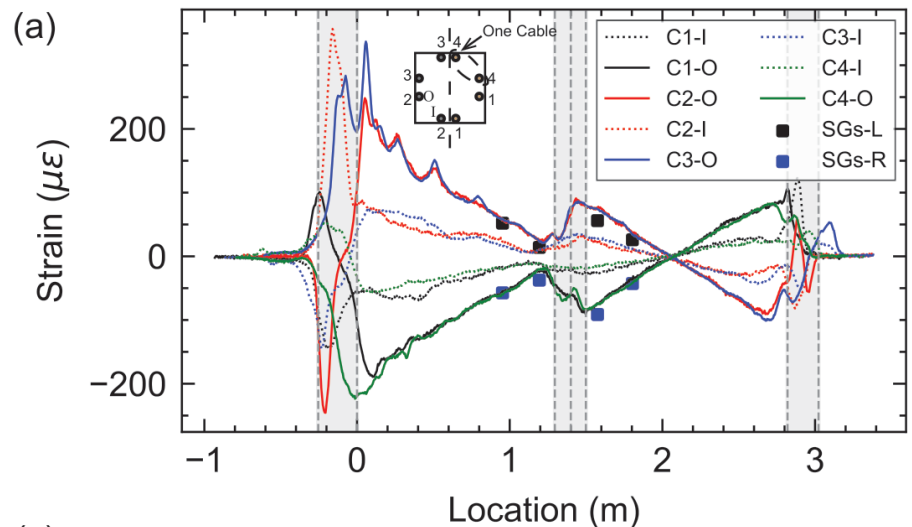 (a)
Strain (με)
200
0
−200
−1
0
1
2
3
Location (m)
One Cable
3 4
3
4
2
O
1
I
2 1
C1-I
C1-O
C2-O
C2-I
C3-O
C3-I
C4-I
C4-O
SGs-L
SGs-R